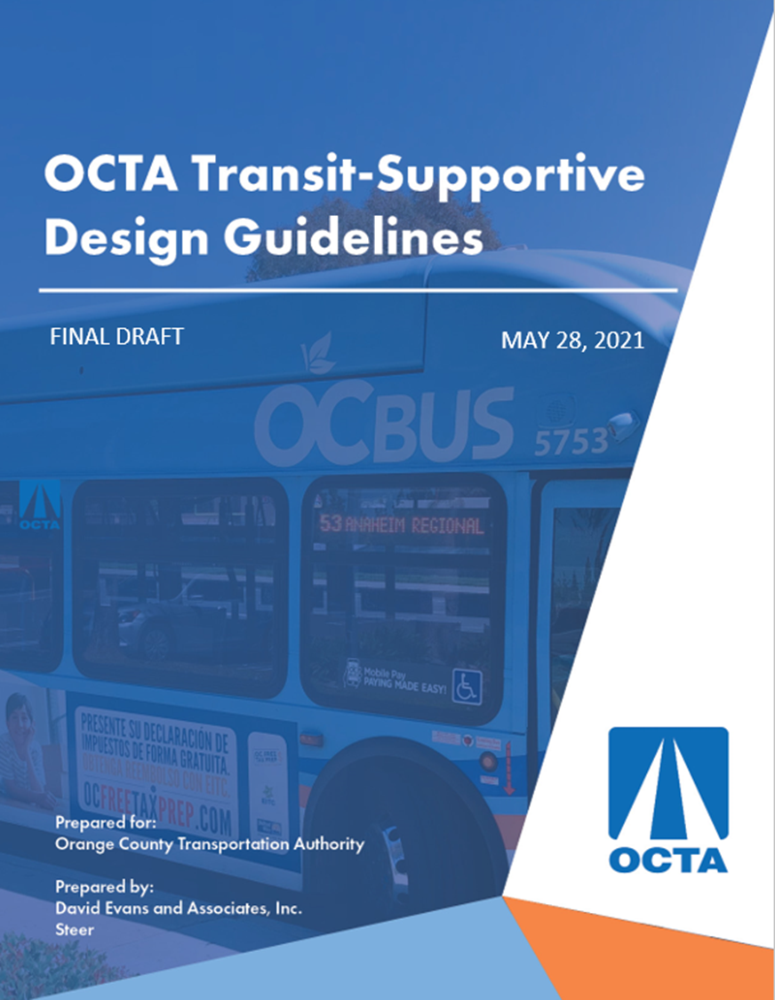 OCTA Transit-Supportive
Design Guidelines
FINAL DRAFT
MAY 28, 2021
OCBUS
5753
OCTA
53 ANAHEIM REGIONAL
Mobile Pay
PAYING MADE EASY!
PRESENTE SU DECLARACIÓN DE
IMPUESTOS DE FORMA GRATUITA.
OBTENGA REEMBOLSO CON EITC.
OCFREETAXPREP.COM
Prepared for:
Orange County Transportation Authority
Prepared by:
David Evans and Associates, Inc.
Steer
OCTA